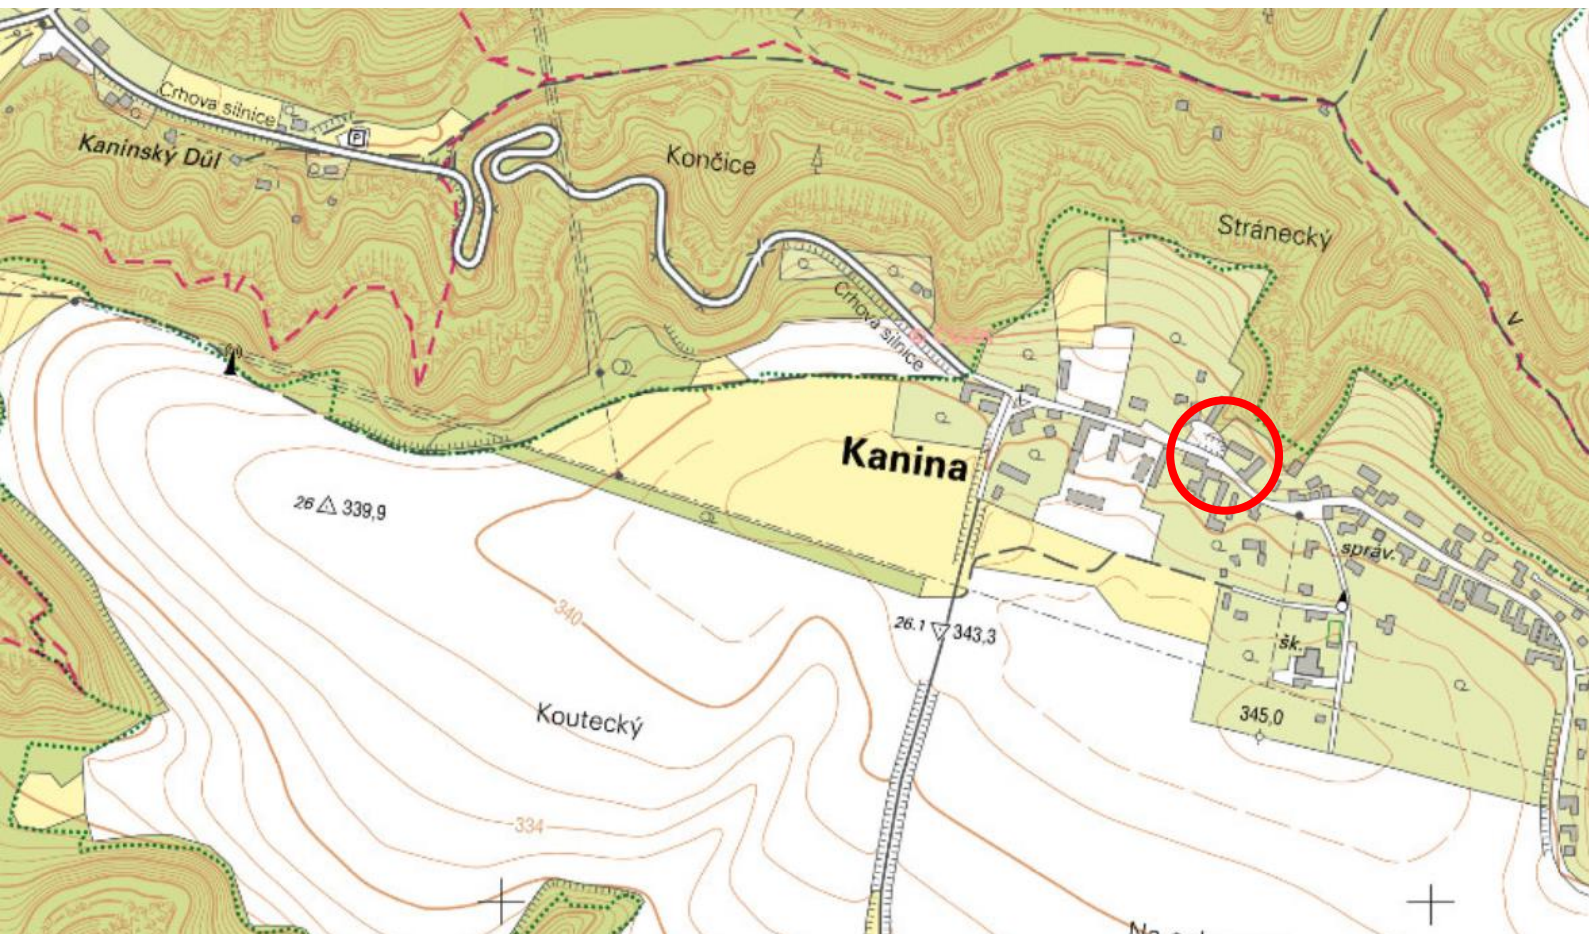 Crhova silnice
P
Kanínský Důl
Končice
Stránecký
Crhova silnice
V
Kanina
26 339,9
správ.
340
26.1 343,3
šk.
345,0
Koutecký
334